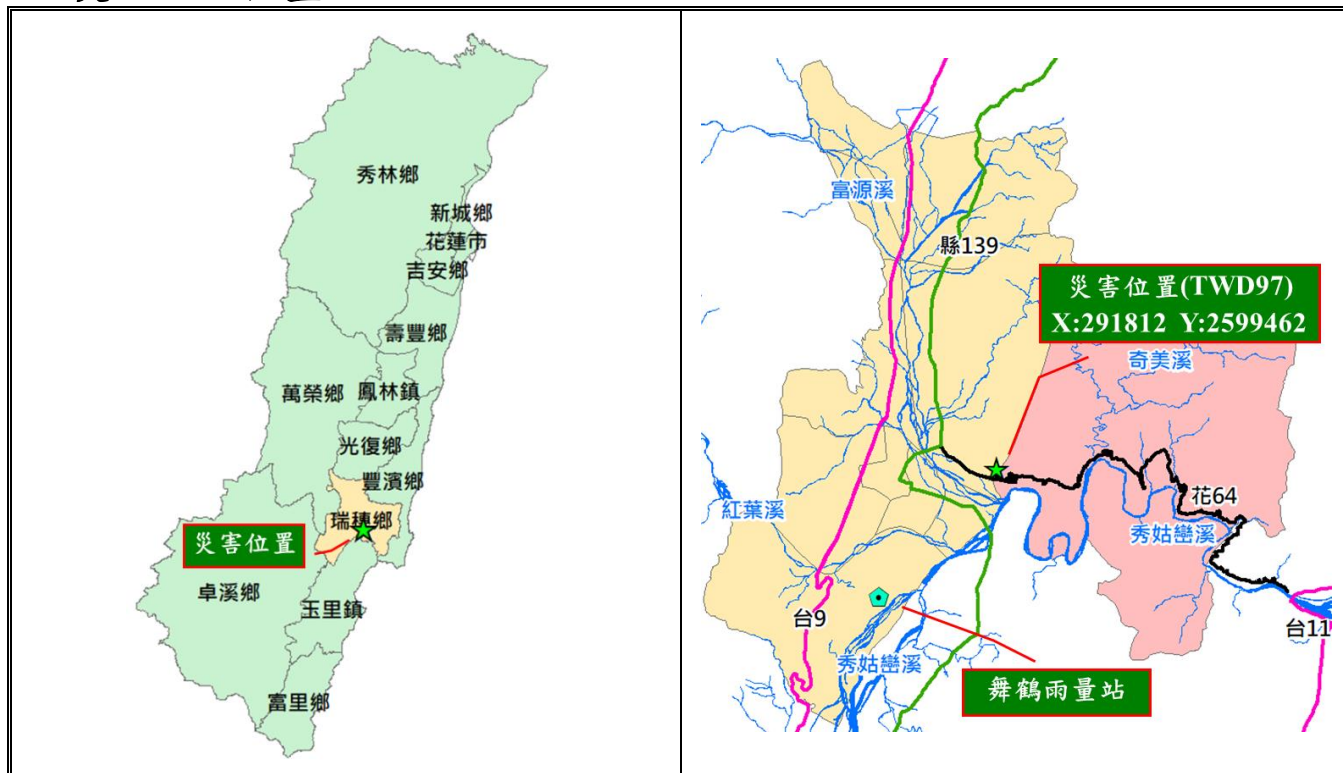 秀林鄉
新城鄉
花蓮市
吉安鄉
壽豐鄉
萬榮鄉
鳳林鎮
光復鄉
豐濱鄉
瑞穗鄉
災害位置
卓溪鄉
玉里鎮
富里鄉
富源溪
縣139
災害位置(TWD97)
X:291812 Y:2599462
奇美溪
紅葉溪
花64
秀姑巒溪
台9
台11
秀姑巒溪
舞鶴雨量站